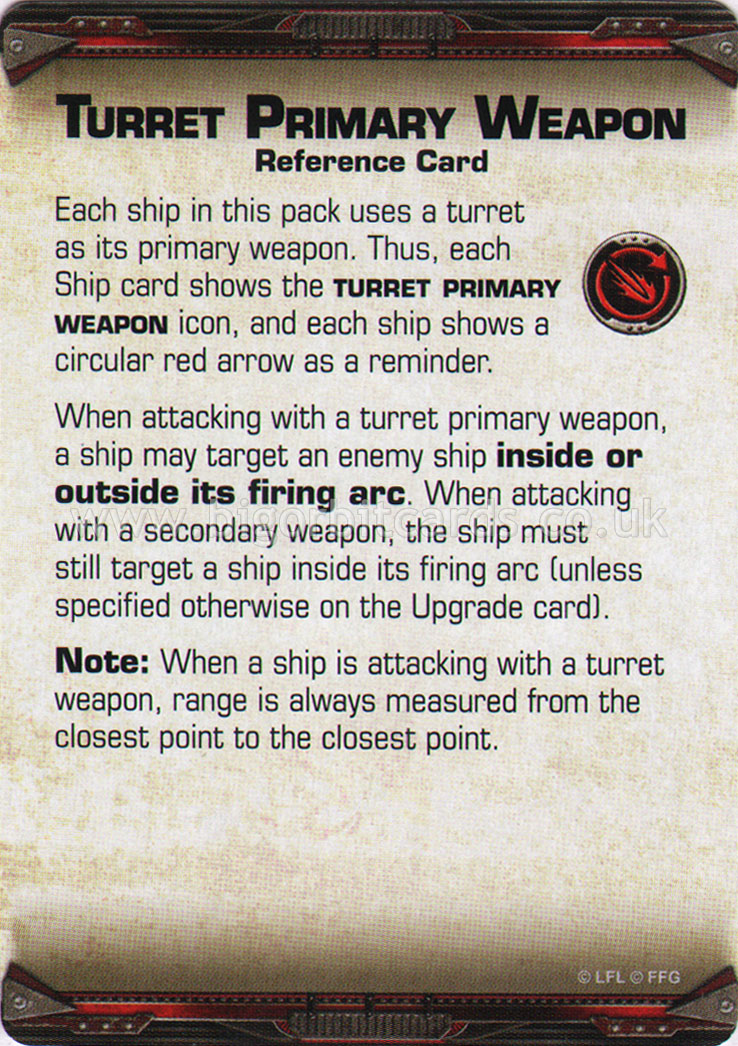 TURRET PRIMARY WEAPON
Reference Card
Each ship in this pack uses a turret
as its primary weapon. Thus, each
Ship card shows the TURRET PRIMARY
WEAPON icon, and each ship shows a
circular red arrow as a reminder.
When attacking with a turret primary weapon,
a ship may target an enemy ship inside or
outside its firing arc. When attacking
www.bigorbitcards.co.uk
with a secondary weapon, the ship must
still target a ship inside its firing arc (unless
specified otherwise on the Upgrade card).
Note: When a ship is attacking with a turret
weapon, range is always measured from the
closest point to the closest point.
© LFL © FFG